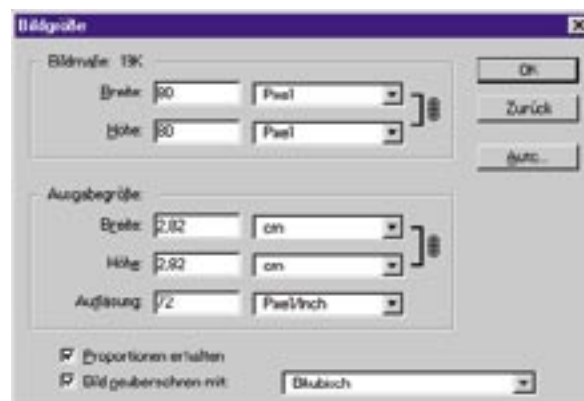 Bildgröße
Bildmaße: 19K
Breite: 80 Pixel
Höhe: 80 Pixel
OK
Zurück
Auto...
Ausgabegröße:
Breite: 2,82 cm
Höhe: 2,82 cm
Auflösung: 72 Pixel/Inch
Proportionen erhalten
Bild neuberechnen mit: Bikubisch